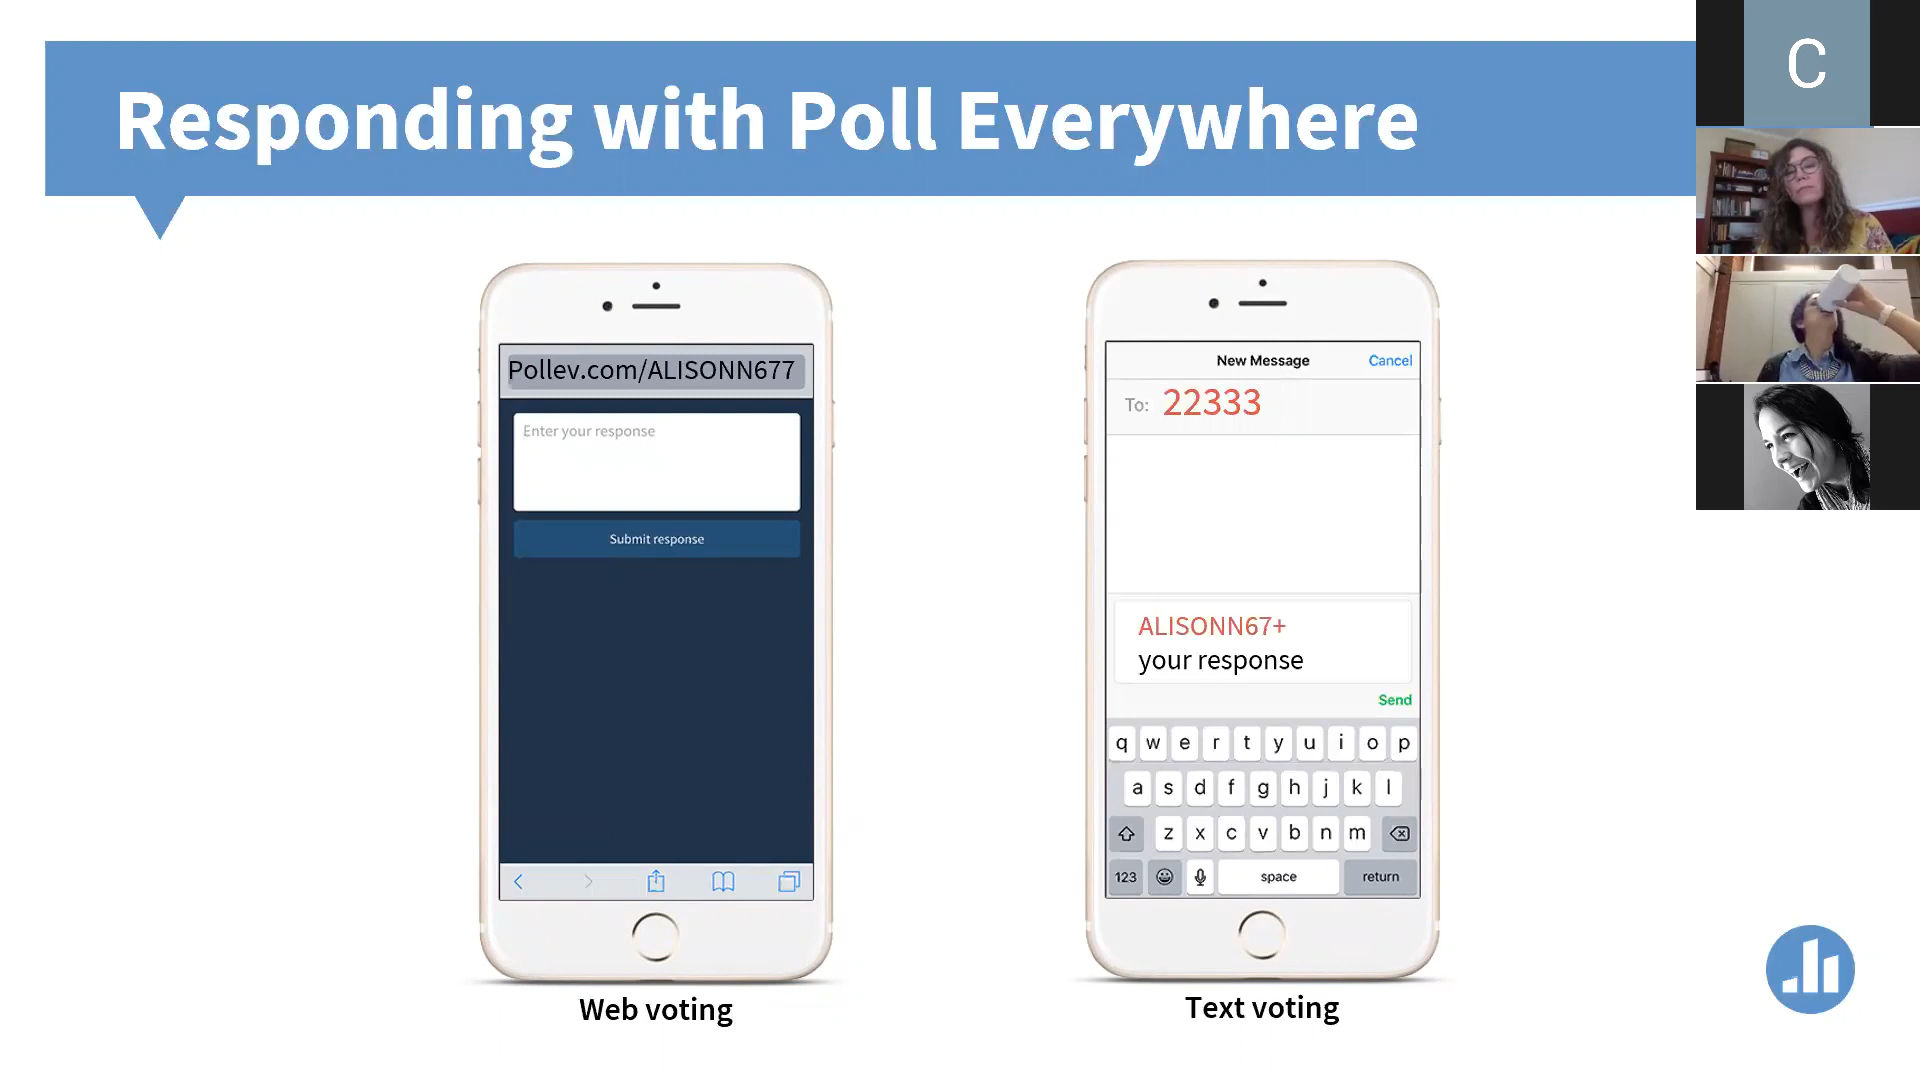 Responding with Poll Everywhere
C
Pollev.com/ALISONN677
Enter your response
Submit response
Web voting
New Message Cancel
To: 22333
ALISONN67+
your response
Send
q w e r t y u i o p
a s d f g h j k l
z x c v b n m
123 space return
Text voting